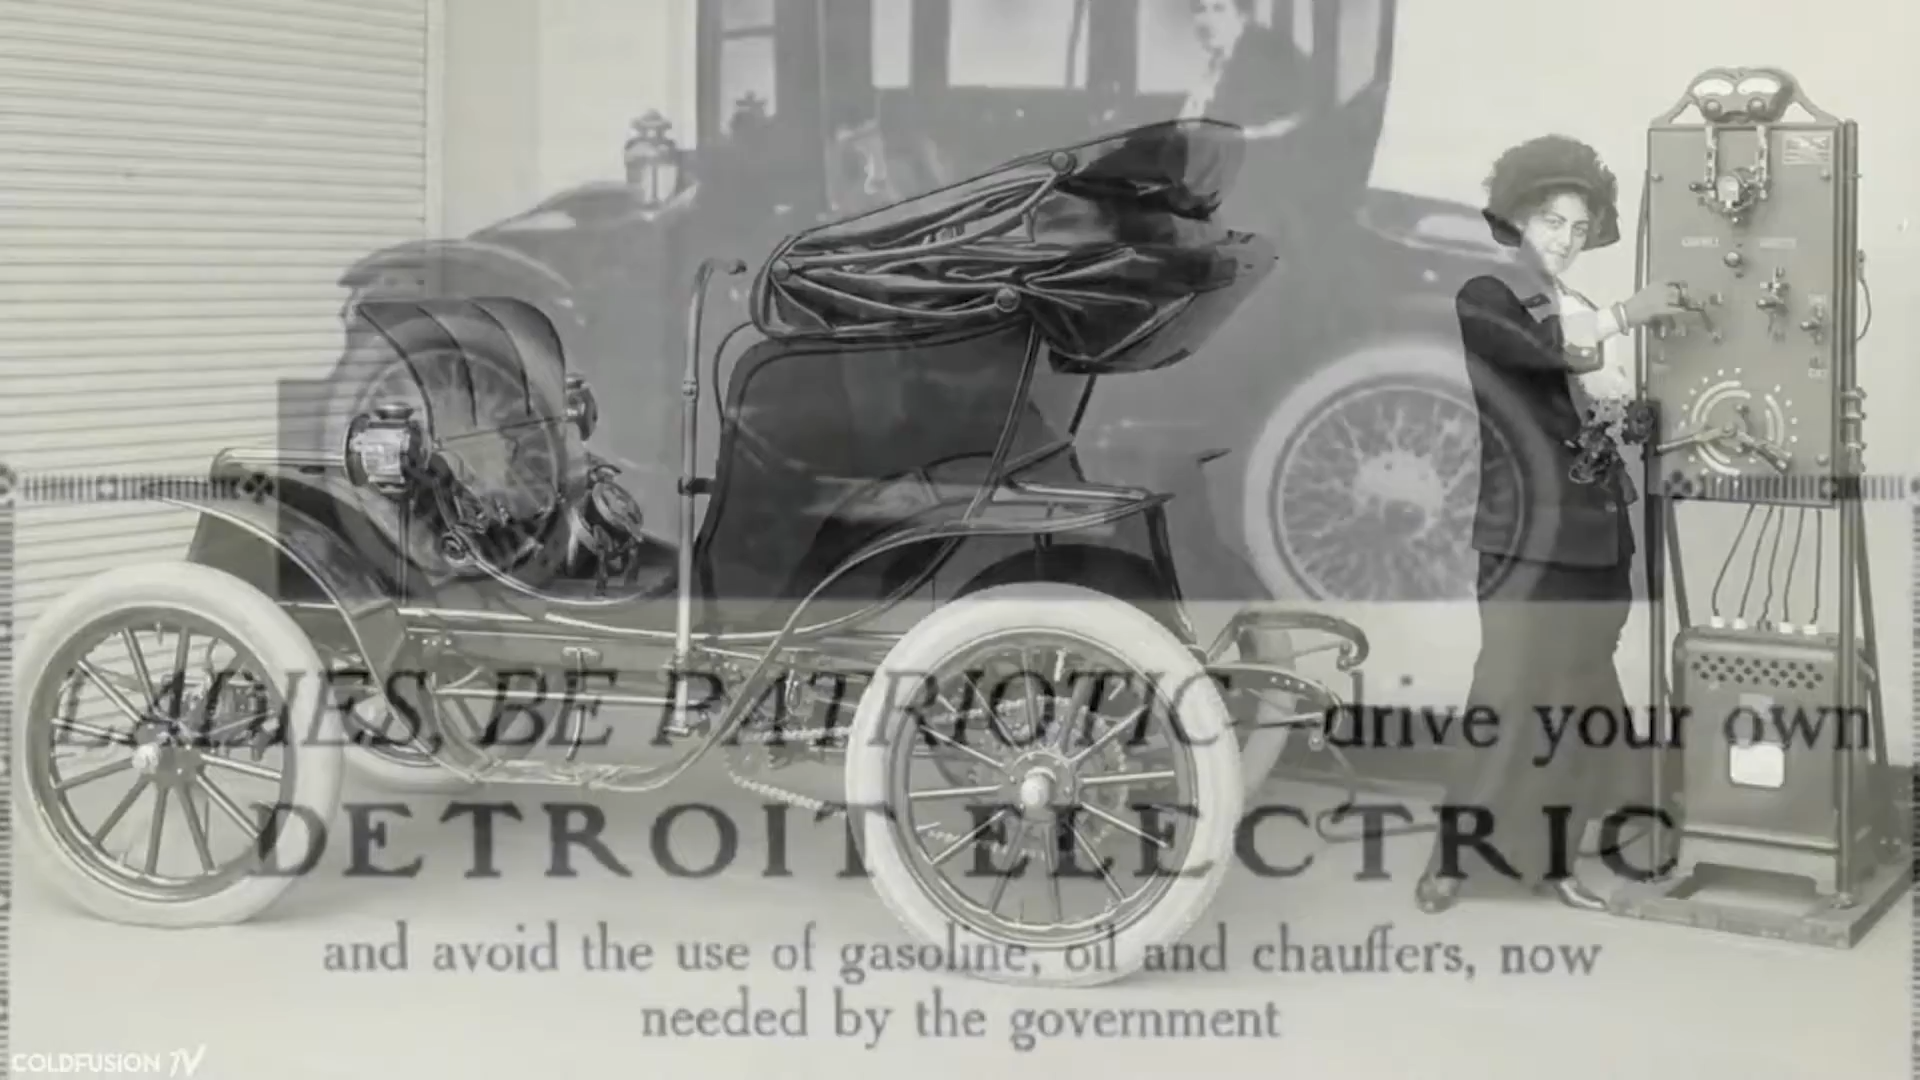 LADIES, BE PATRIOTIC—drive your own
DETROIT ELECTRIC
and avoid the use of gasoline, oil and chauffers, now
needed by the government
COLDFUSION TV